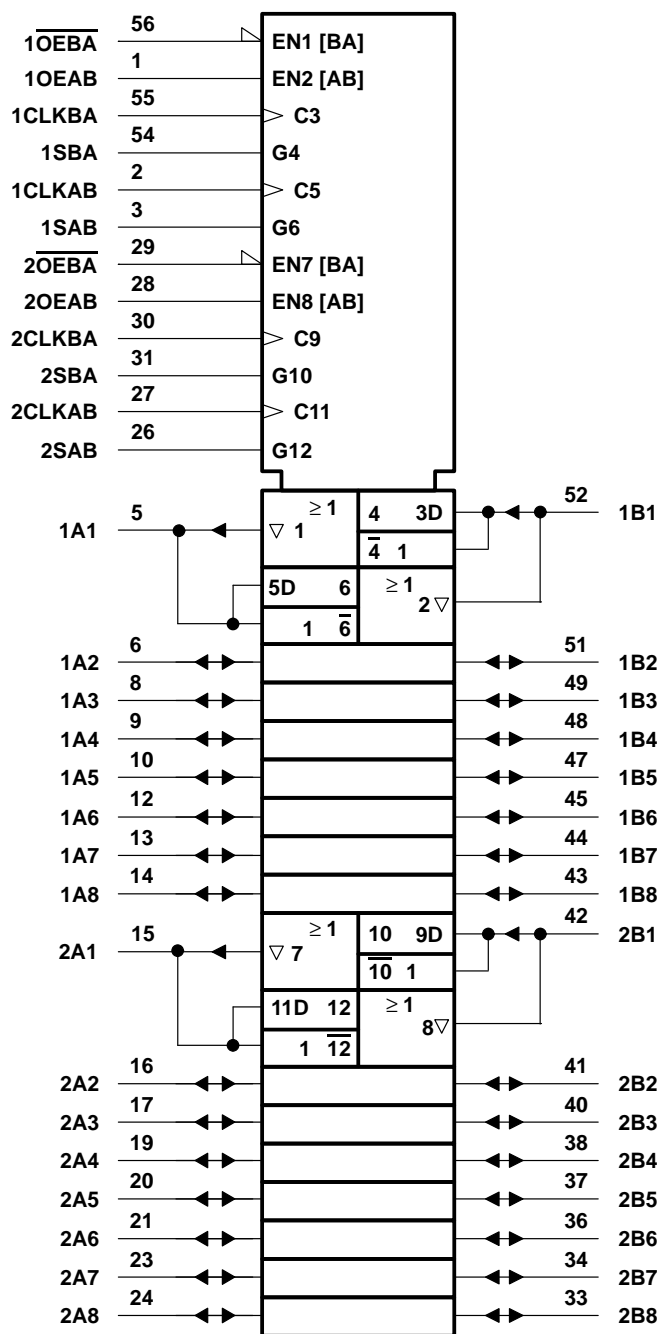 56
1O̅E̅B̅A̅ EN1 [BA]
1
1OEAB EN2 [AB]
55
1CLKBA C3
54
1SBA G4
2
1CLKAB C5
3
1SAB G6
29
2O̅E̅B̅A̅ EN7 [BA]
28
2OEAB EN8 [AB]
30
2CLKBA C9
31
2SBA G10
27
2CLKAB C11
26
2SAB G12
5 ≥ 1 4 3D 52
1A1 ▽ 1 1B1
4̅ 1
5D 6 ≥ 1
2 ▽
1 6̅
6 51
1A2 1B2
8 49
1A3 1B3
9 48
1A4 1B4
10 47
1A5 1B5
12 45
1A6 1B6
13 44
1A7 1B7
14 43
1A8 1B8
15 ≥ 1 10 9D 42
2A1 ▽ 7 2B1
1̅0̅ 1
11D 12 ≥ 1
8▽
1 1̅2̅
16 41
2A2 2B2
17 40
2A3 2B3
19 38
2A4 2B4
20 37
2A5 2B5
21 36
2A6 2B6
23 34
2A7 2B7
24 33
2A8 2B8